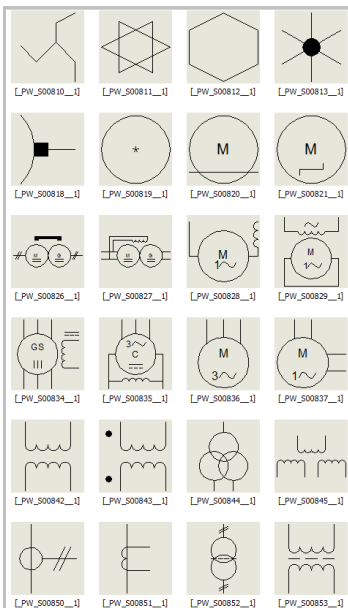 [_PW_S00810__1] [_PW_S00811__1] [_PW_S00812__1] [_PW_S00813__1]
*
M
M
[_PW_S00818__1] [_PW_S00819__1] [_PW_S00820__1] [_PW_S00821__1]
M G
M G
M
1
M
1
[_PW_S00826__1] [_PW_S00827__1] [_PW_S00828__1] [_PW_S00829__1]
GS
3
C
M
3
M
1
[_PW_S00834__1] [_PW_S00835__1] [_PW_S00836__1] [_PW_S00837__1]
[_PW_S00842__1] [_PW_S00843__1] [_PW_S00844__1] [_PW_S00845__1]
[_PW_S00850__1] [_PW_S00851__1] [_PW_S00852__1] [_PW_S00853__1]